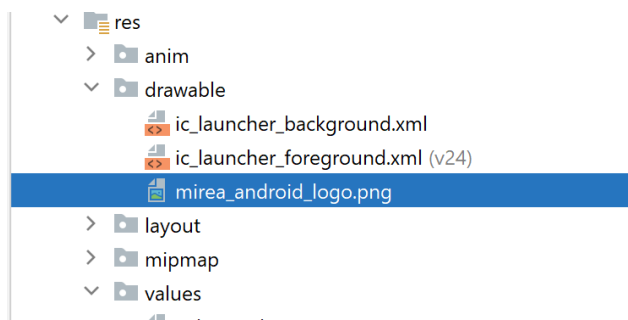 res
anim
drawable
ic_launcher_background.xml
ic_launcher_foreground.xml (v24)
mirea_android_logo.png
layout
mipmap
values